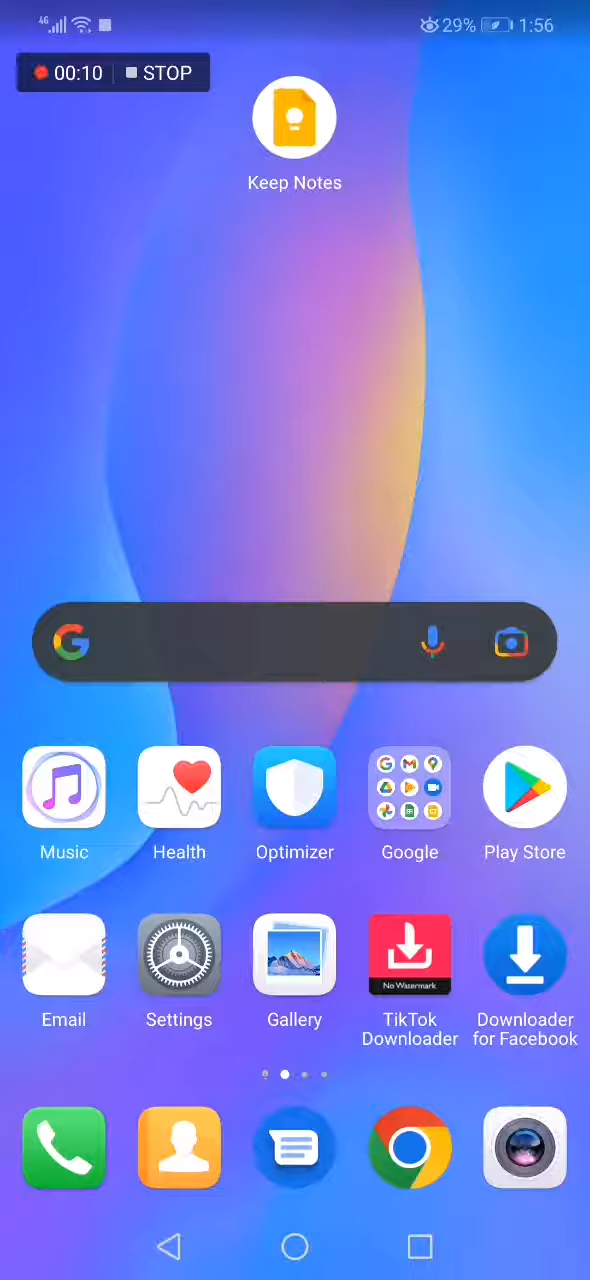 4G 29% 1:56
00:10 STOP
Keep Notes
Music Health Optimizer Google Play Store
No Watermark
Email Settings Gallery TikTok Downloader Downloader for Facebook